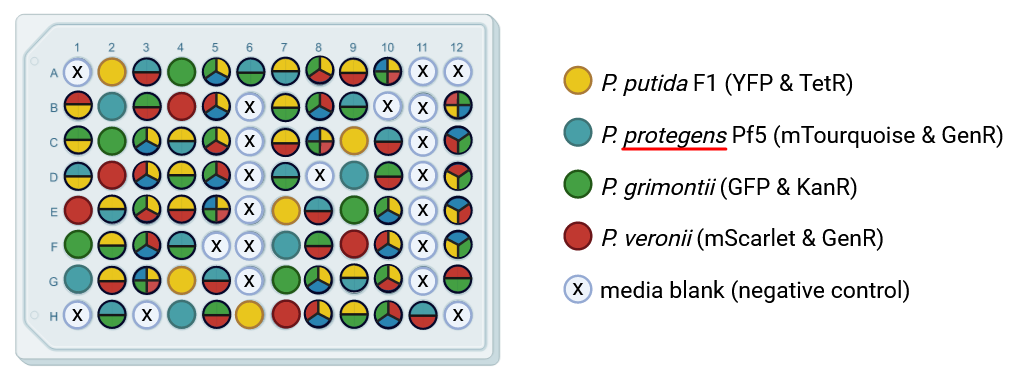 1 2 3 4 5 6 7 8 9 10 11 12
A X X X
B X X X
C X X
D X X X
E X X
F X X X
G X X
H X X X
P. putida F1 (YFP & TetR)
P. protegens Pf5 (mTourquoise & GenR)
P. grimontii (GFP & KanR)
P. veronii (mScarlet & GenR)
X media blank (negative control)